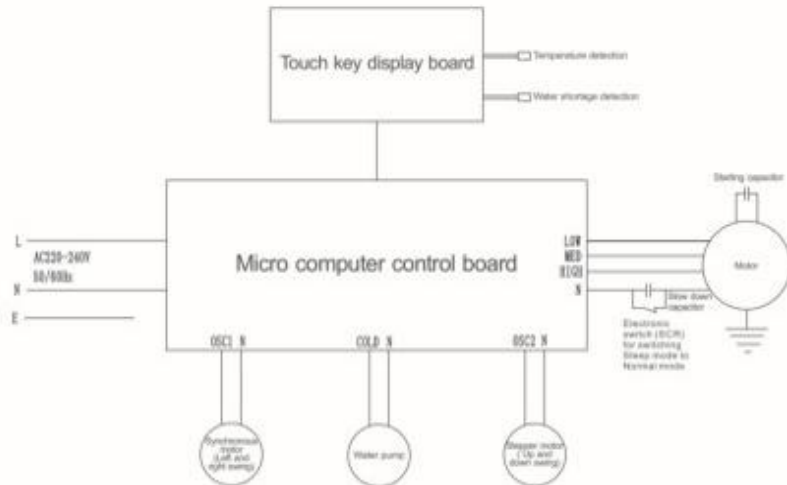 Touch key display board
Temperature detection
Water shortage detection
Starting capacitor
L
AC220-240V
50/60Hz
N
E
Micro computer control board
LOW
MED
HIGH
N
Motor
Slow down
capacitor
Electronic
switch (SCR)
for switching
Sleep mode to
Normal mode
OSC1 N
COLD N
OSC2 N
Synchronous
motor
(Left and
right swing)
Water pump
Stepper motor
( Up and
down swing)